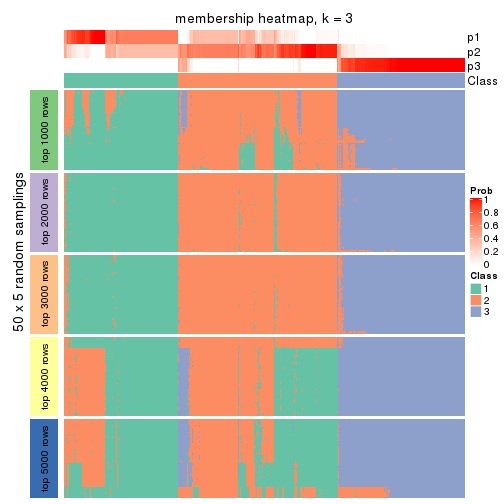 membership heatmap, k = 3
p1
p2
p3
Class
50 x 5 random samplings
top 1000 rows
top 2000 rows
top 3000 rows
top 4000 rows
top 5000 rows
Prob
1
0.8
0.6
0.4
0.2
0
Class
1
2
3